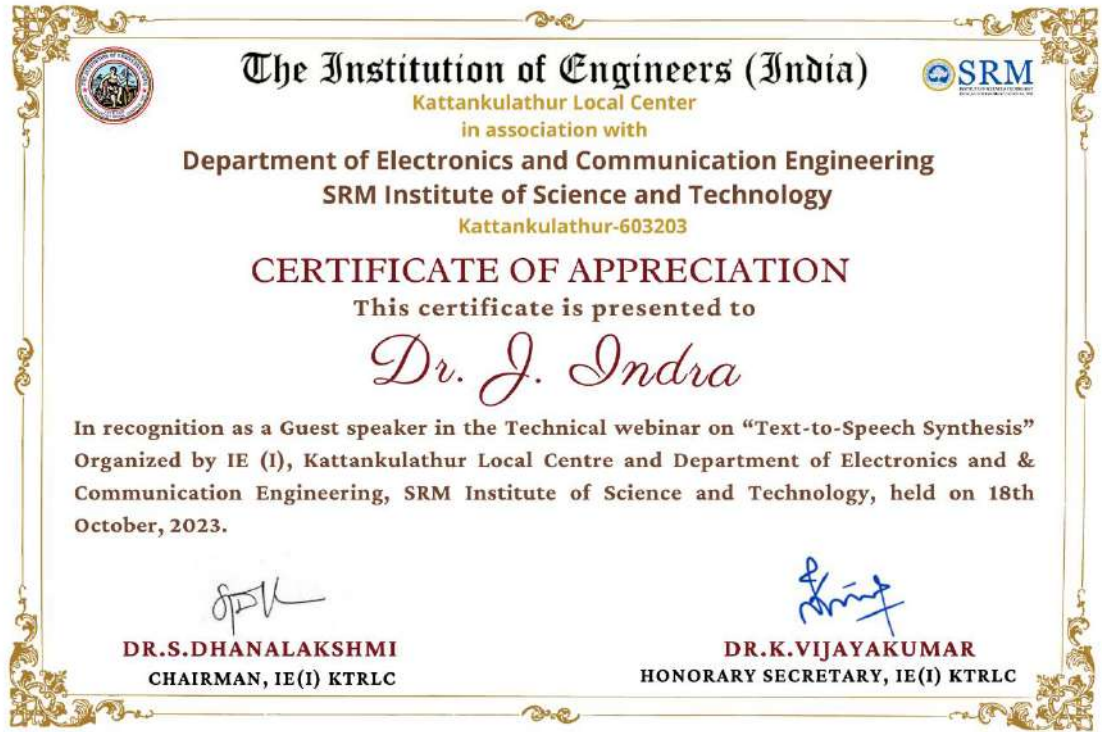 The Institution of Engineers (India)
SRM
Kattankulathur Local Center
in association with
Department of Electronics and Communication Engineering
SRM Institute of Science and Technology
Kattankulathur-603203
CERTIFICATE OF APPRECIATION
This certificate is presented to
Dr. J. Indra
In recognition as a Guest speaker in the Technical webinar on “Text-to-Speech Synthesis”
Organized by IE (I), Kattankulathur Local Centre and Department of Electronics and &
Communication Engineering, SRM Institute of Science and Technology, held on 18th
October, 2023.
DR.S.DHANALAKSHMI
CHAIRMAN, IE(I) KTRLC
DR.K.VIJAYAKUMAR
HONORARY SECRETARY, IE(I) KTRLC